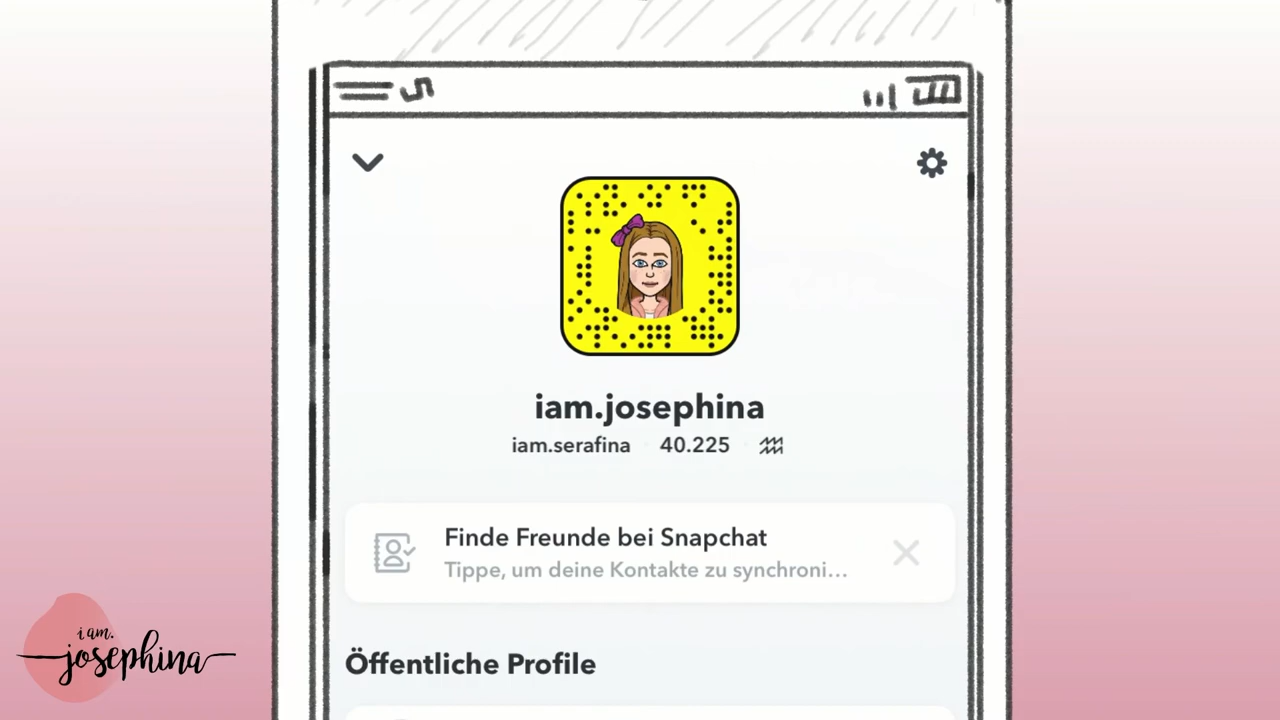 iam.josephina
iam.serafina 40.225 ♒
Finde Freunde bei Snapchat
Tippe, um deine Kontakte zu synchroni...
Öffentliche Profile
i am.
josephina